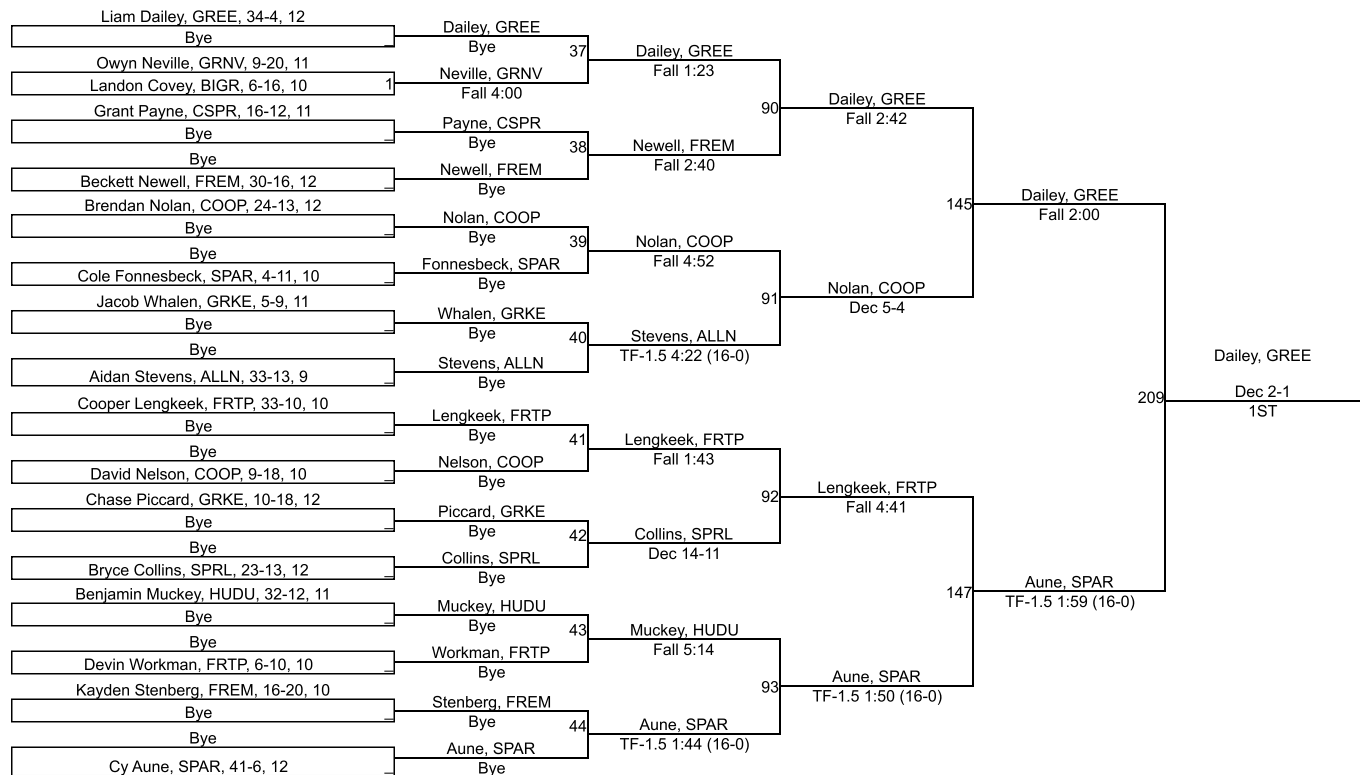 Liam Dailey, GREE, 34-4, 12
Bye
_
Owyn Neville, GRNV, 9-20, 11
Landon Covey, BIGR, 6-16, 10
1
Grant Payne, CSPR, 16-12, 11
Bye
_
Bye
Beckett Newell, FREM, 30-16, 12
_
Brendan Nolan, COOP, 24-13, 12
Bye
_
Bye
Cole Fonnesbeck, SPAR, 4-11, 10
_
Jacob Whalen, GRKE, 5-9, 11
Bye
_
Bye
Aidan Stevens, ALLN, 33-13, 9
_
Cooper Lengkeek, FRTP, 33-10, 10
Bye
_
Bye
David Nelson, COOP, 9-18, 10
_
Chase Piccard, GRKE, 10-18, 12
Bye
_
Bye
Bryce Collins, SPRL, 23-13, 12
_
Benjamin Muckey, HUDU, 32-12, 11
Bye
_
Bye
Devin Workman, FRTP, 6-10, 10
_
Kayden Stenberg, FREM, 16-20, 10
Bye
_
Bye
Cy Aune, SPAR, 41-6, 12
_
Dailey, GREE
Bye
37
Neville, GRNV
Fall 4:00
Payne, CSPR
Bye
38
Newell, FREM
Bye
Nolan, COOP
Bye
39
Fonnesbeck, SPAR
Bye
Whalen, GRKE
Bye
40
Stevens, ALLN
Bye
Lengkeek, FRTP
Bye
41
Nelson, COOP
Bye
Piccard, GRKE
Bye
42
Collins, SPRL
Bye
Muckey, HUDU
Bye
43
Workman, FRTP
Bye
Stenberg, FREM
Bye
44
Aune, SPAR
Bye
Dailey, GREE
Fall 1:23
90
Newell, FREM
Fall 2:40
Nolan, COOP
Fall 4:52
91
Stevens, ALLN
TF-1.5 4:22 (16-0)
Lengkeek, FRTP
Fall 1:43
92
Collins, SPRL
Dec 14-11
Muckey, HUDU
Fall 5:14
93
Aune, SPAR
TF-1.5 1:44 (16-0)
Dailey, GREE
Fall 2:42
145
Nolan, COOP
Dec 5-4
Lengkeek, FRTP
Fall 4:41
147
Aune, SPAR
TF-1.5 1:50 (16-0)
Dailey, GREE
Fall 2:00
209
Aune, SPAR
TF-1.5 1:59 (16-0)
Dailey, GREE
Dec 2-1
1ST